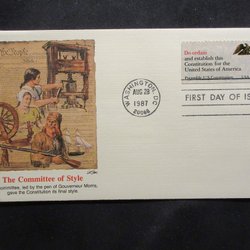 We the People
Do ordain
and establish this
Constitution for the
United States of America.
Preamble, U.S. Constitution
WASHINGTON, DC
AUG 28
1987
20066
FIRST DAY OF IS
The Committee of Style
committee, led by the pen of Gouverneur Morris,
gave the Constitution its final style.